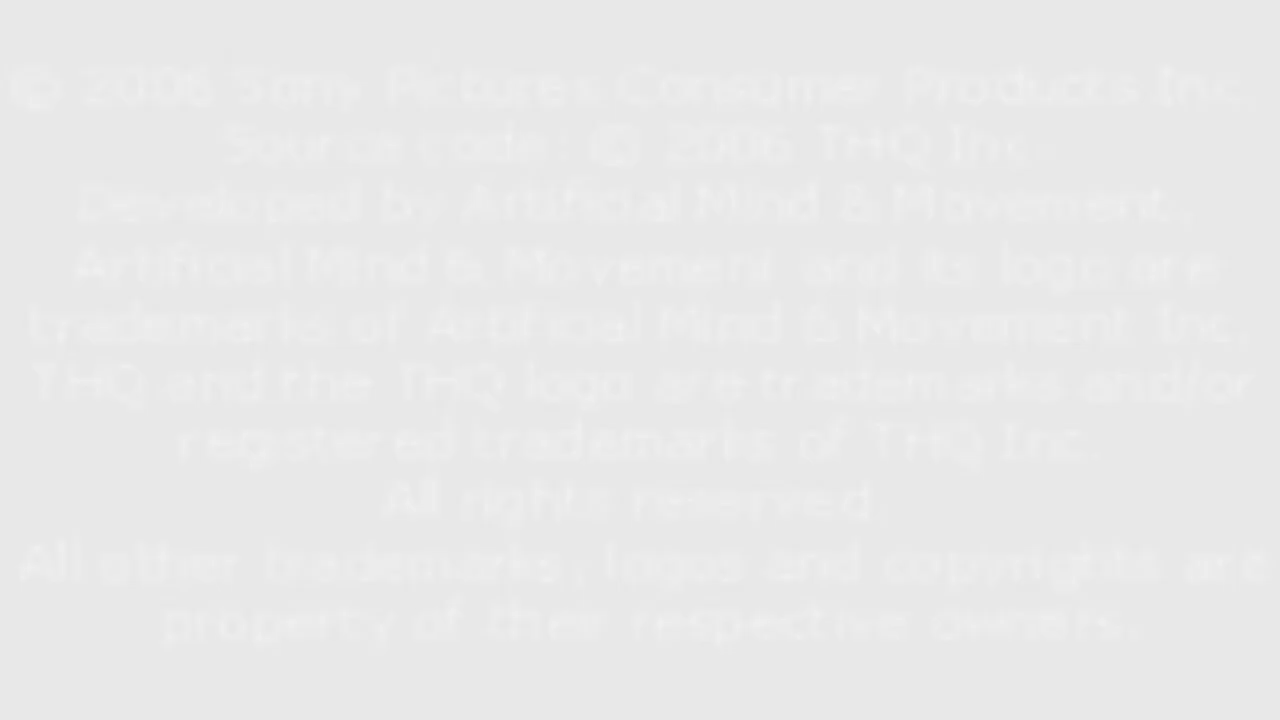 © 2006 Sony Pictures Consumer Products Inc.
Source code: © 2006 THQ Inc.
Developed by Artificial Mind & Movement,
Artificial Mind & Movement and its logo are
trademarks of Artificial Mind & Movement Inc.
THQ and the THQ logo are trademarks and/or
registered trademarks of THQ Inc.
All rights reserved.
All other trademarks, logos and copyrights are
property of their respective owners.